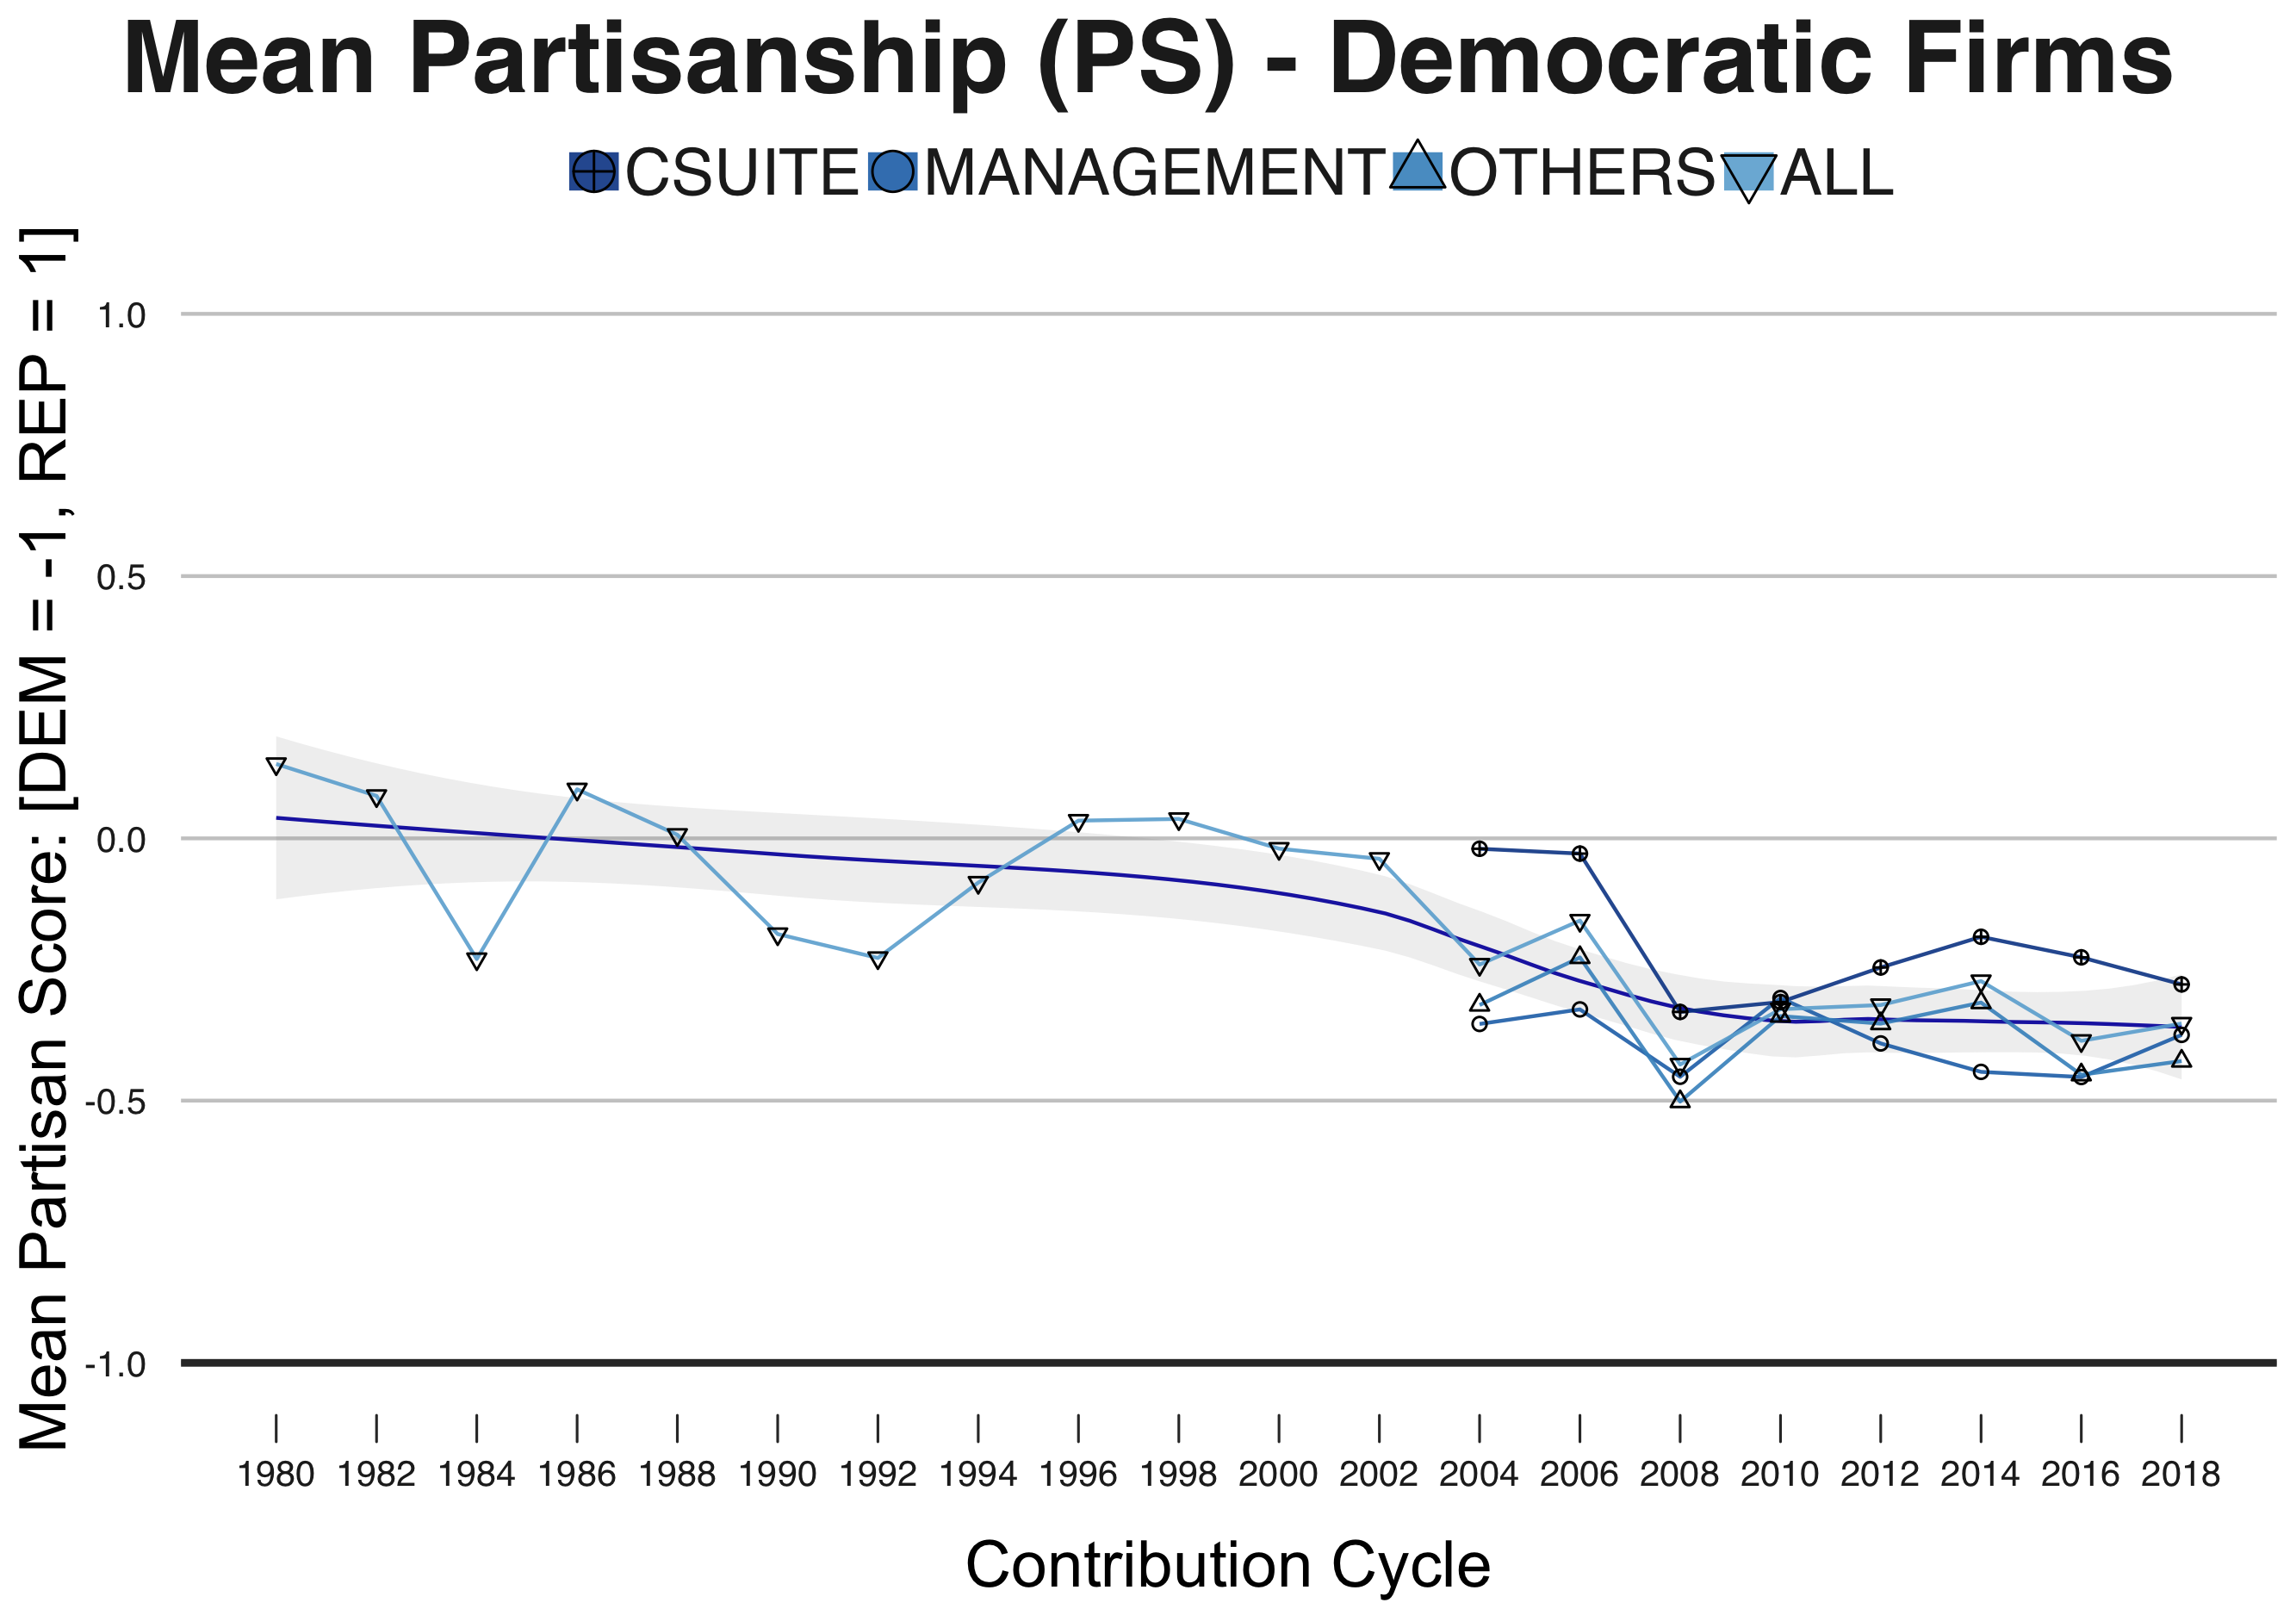 Mean Partisanship (PS) - Democratic Firms
CSUITE MANAGEMENT OTHERS ALL
Mean Partisan Score: [DEM = -1, REP = 1]
1.0
0.5
0.0
-0.5
-1.0
1980 1982 1984 1986 1988 1990 1992 1994 1996 1998 2000 2002 2004 2006 2008 2010 2012 2014 2016 2018
Contribution Cycle